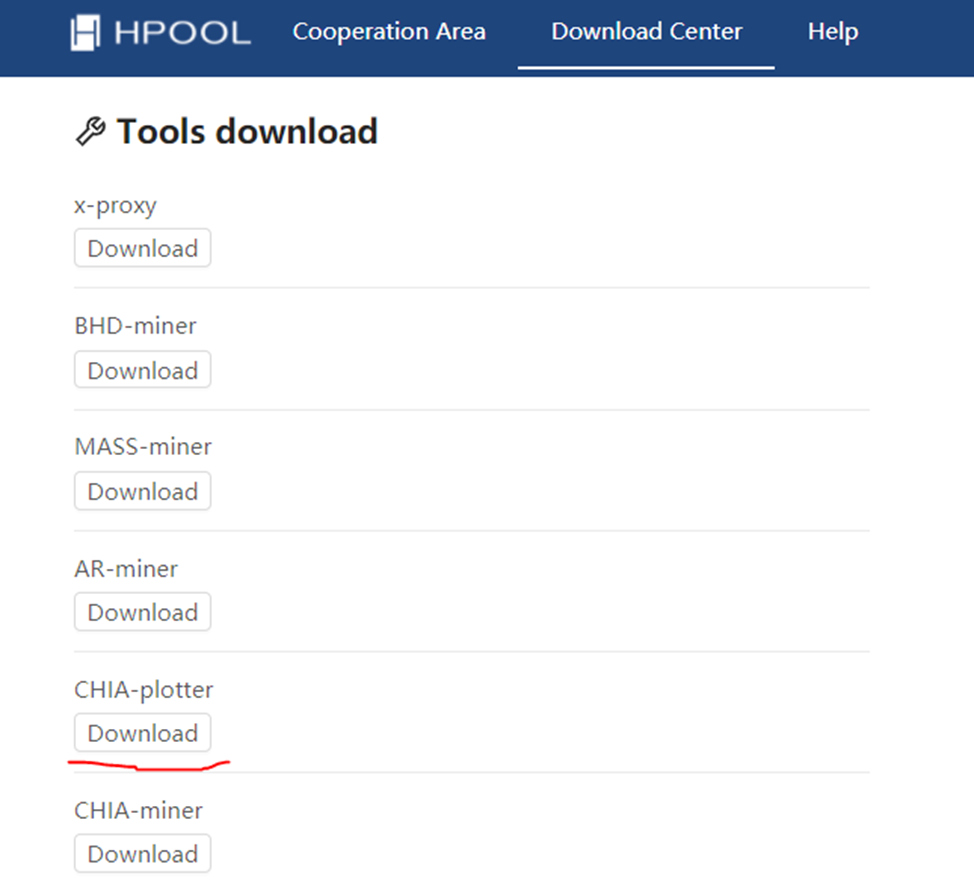 HPOOL Cooperation Area Download Center Help
Tools download
x-proxy
Download
BHD-miner
Download
MASS-miner
Download
AR-miner
Download
CHIA-plotter
Download
CHIA-miner
Download